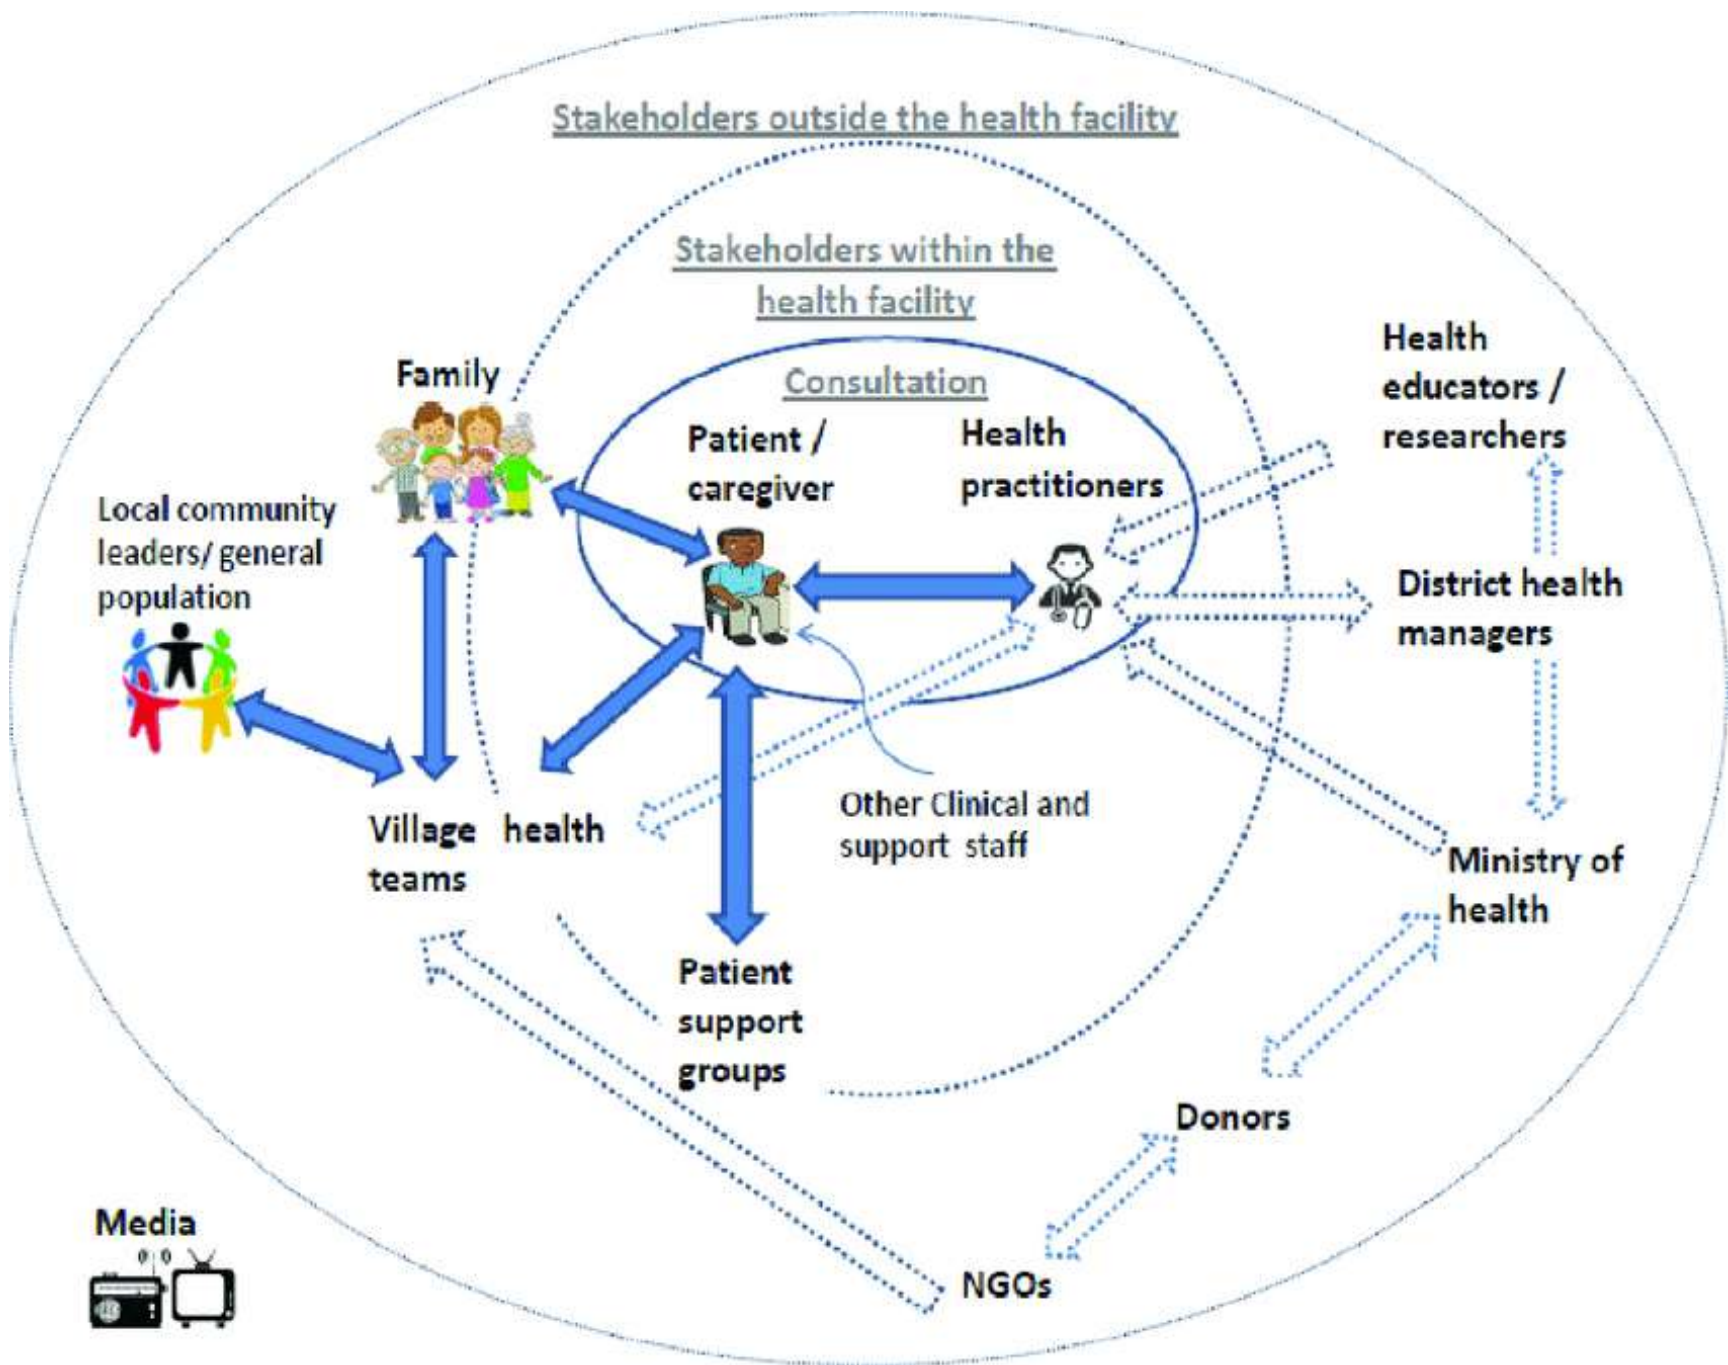 Stakeholders outside the health facility
Stakeholders within the
health facility
Consultation
Family
Patient /
caregiver
Health
practitioners
Health
educators /
researchers
Local community
leaders/ general
population
District health
managers
Village health
teams
Other Clinical and
support staff
Ministry of
health
Patient
support
groups
Donors
Media
NGOs